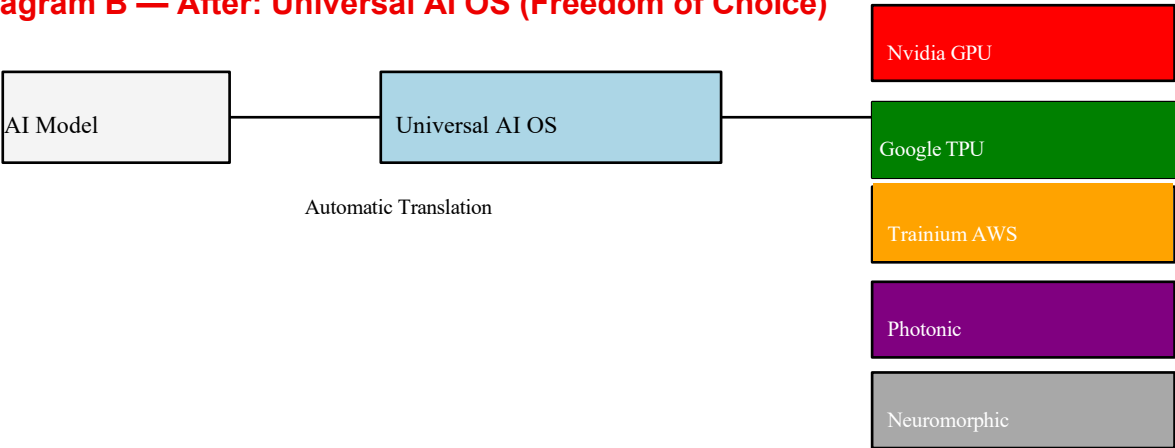 agram B — After: Universal AI OS (Freedom of Choice)
Nvidia GPU
AI Model
Universal AI OS
Google TPU
Automatic Translation
Trainium AWS
Photonic
Neuromorphic